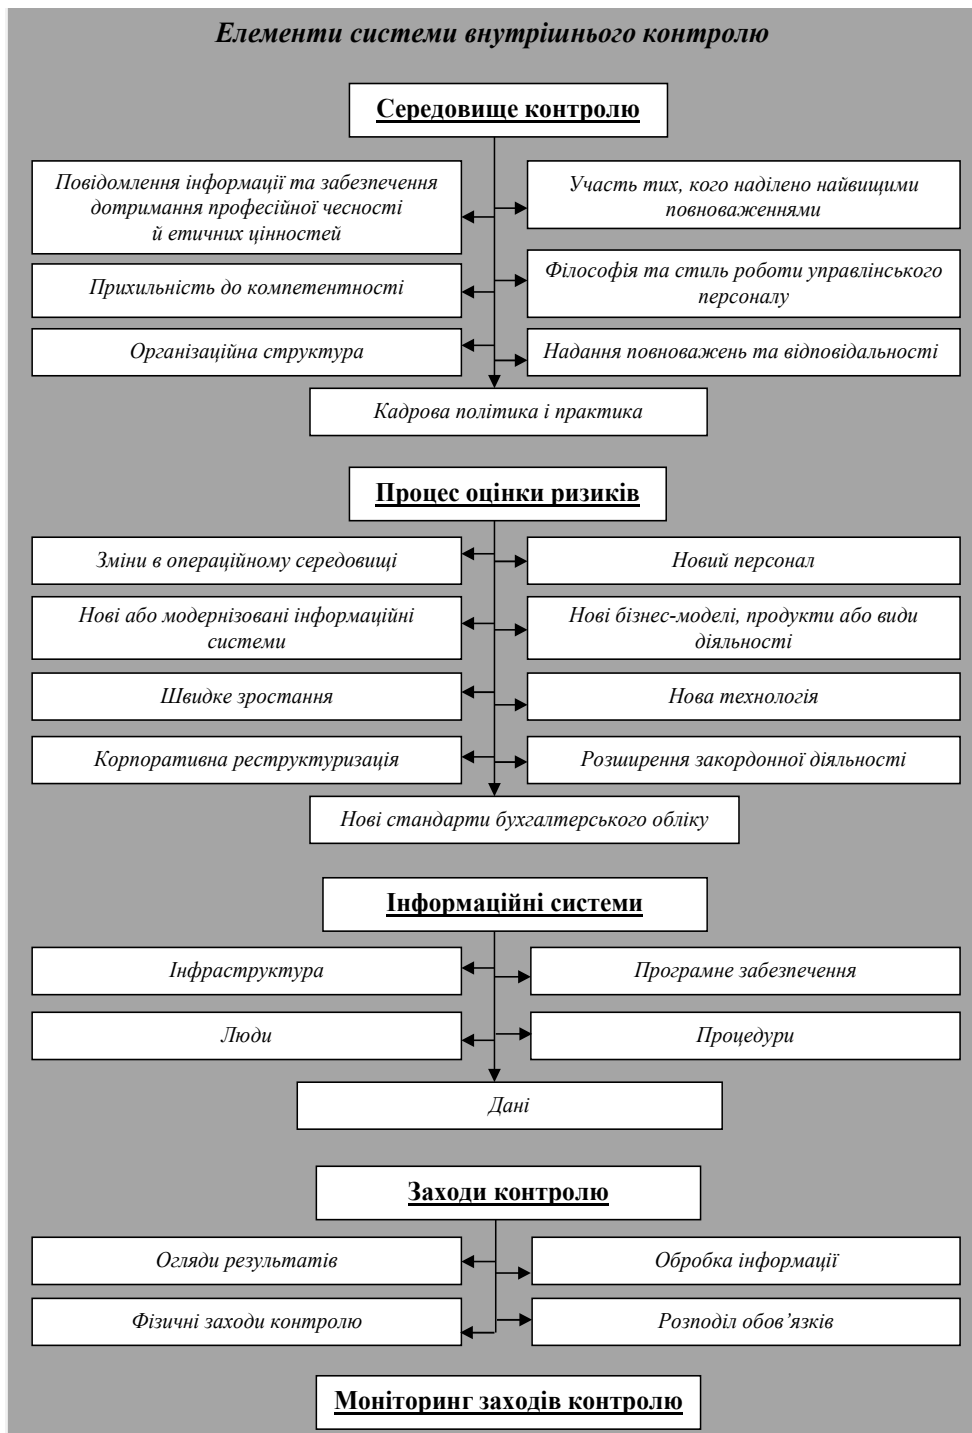 Елементи системи внутрішнього контролю
Середовище контролю
Повідомлення інформації та забезпечення
дотримання професійної чесності
й етичних цінностей
Участь тих, кого наділено найвищими
повноваженнями
Прихильність до компетентності
Філософія та стиль роботи управлінського
персоналу
Організаційна структура
Надання повноважень та відповідальності
Кадрова політика і практика
Процес оцінки ризиків
Зміни в операційному середовищі
Новий персонал
Нові або модернізовані інформаційні
системи
Нові бізнес-моделі, продукти або види
діяльності
Швидке зростання
Нова технологія
Корпоративна реструктуризація
Розширення закордонної діяльності
Нові стандарти бухгалтерського обліку
Інформаційні системи
Інфраструктура
Програмне забезпечення
Люди
Процедури
Дані
Заходи контролю
Огляди результатів
Обробка інформації
Фізичні заходи контролю
Розподіл обов’язків
Моніторинг заходів контролю